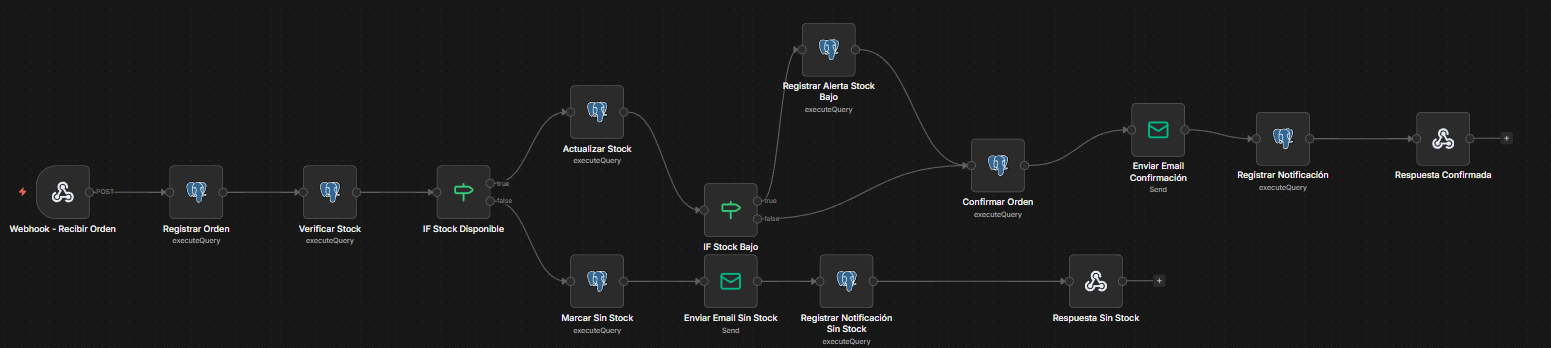 Registrar Alerta Stock
Bajo
executeQuery
Actualizar Stock
executeQuery
Enviar Email
Confirmación
Send
Registrar Notificación
executeQuery
Respuesta Confirmada
POST
Webhook - Recibir Orden
Registrar Orden
executeQuery
Verificar Stock
executeQuery
true
false
IF Stock Disponible
true
false
IF Stock Bajo
Confirmar Orden
executeQuery
Marcar Sin Stock
executeQuery
Enviar Email Sin Stock
Send
Registrar Notificación
Sin Stock
executeQuery
Respuesta Sin Stock